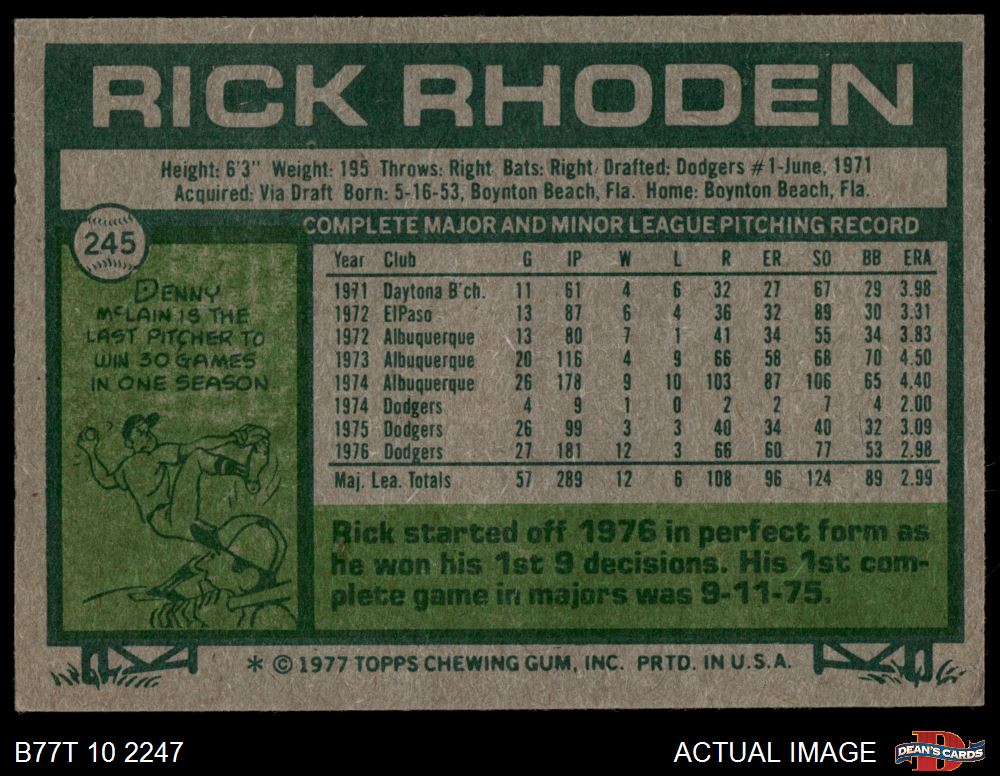 RICK RHODEN
Height: 6'3" Weight: 195 Throws: Right Bats: Right Drafted: Dodgers #1-June, 1971
Acquired: Via Draft Born: 5-16-53, Boynton Beach, Fla. Home: Boynton Beach, Fla.
245
COMPLETE MAJOR AND MINOR LEAGUE PITCHING RECORD
DENNY
McLAIN IS THE
LAST PITCHER TO
WIN 30 GAMES
IN ONE SEASON
Year Club G IP W L R ER SO BB ERA
1971 Daytona B'ch. 11 61 4 6 32 27 67 29 3.98
1972 ElPaso 13 87 6 4 36 32 89 30 3.31
1972 Albuquerque 13 80 7 1 41 34 55 34 3.83
1973 Albuquerque 20 116 4 9 66 58 68 70 4.50
1974 Albuquerque 26 178 9 10 103 87 106 65 4.40
1974 Dodgers 4 9 1 0 2 2 7 4 2.00
1975 Dodgers 26 99 3 3 40 34 40 32 3.09
1976 Dodgers 27 181 12 3 66 60 77 53 2.98
Maj. Lea. Totals 57 289 12 6 108 96 124 89 2.99
Rick started off 1976 in perfect form as
he won his 1st 9 decisions. His 1st com-
plete game in majors was 9-11-75.
* © 1977 TOPPS CHEWING GUM, INC. PRTD. IN U.S.A.
B77T 10 2247
ACTUAL IMAGE
DEAN'S CARDS